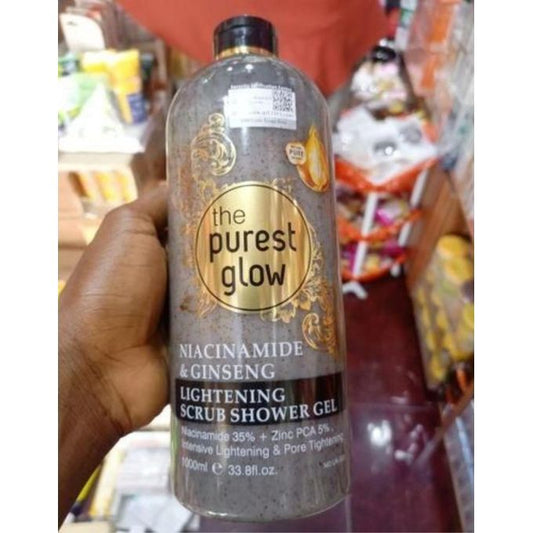 PURE
the
purest
glow
NIACINAMIDE
& GINSENG
LIGHTENING
SCRUB SHOWER GEL
Niacinamide 35% + Zinc PCA 5% .
Intensive Lightening & Pore Tightening
1000ml ℮ 33.8fl.oz.